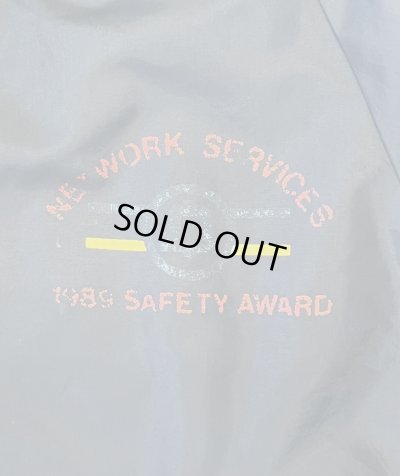 NETWORK SERVICES
SOLD OUT
1989 SAFETY AWARD